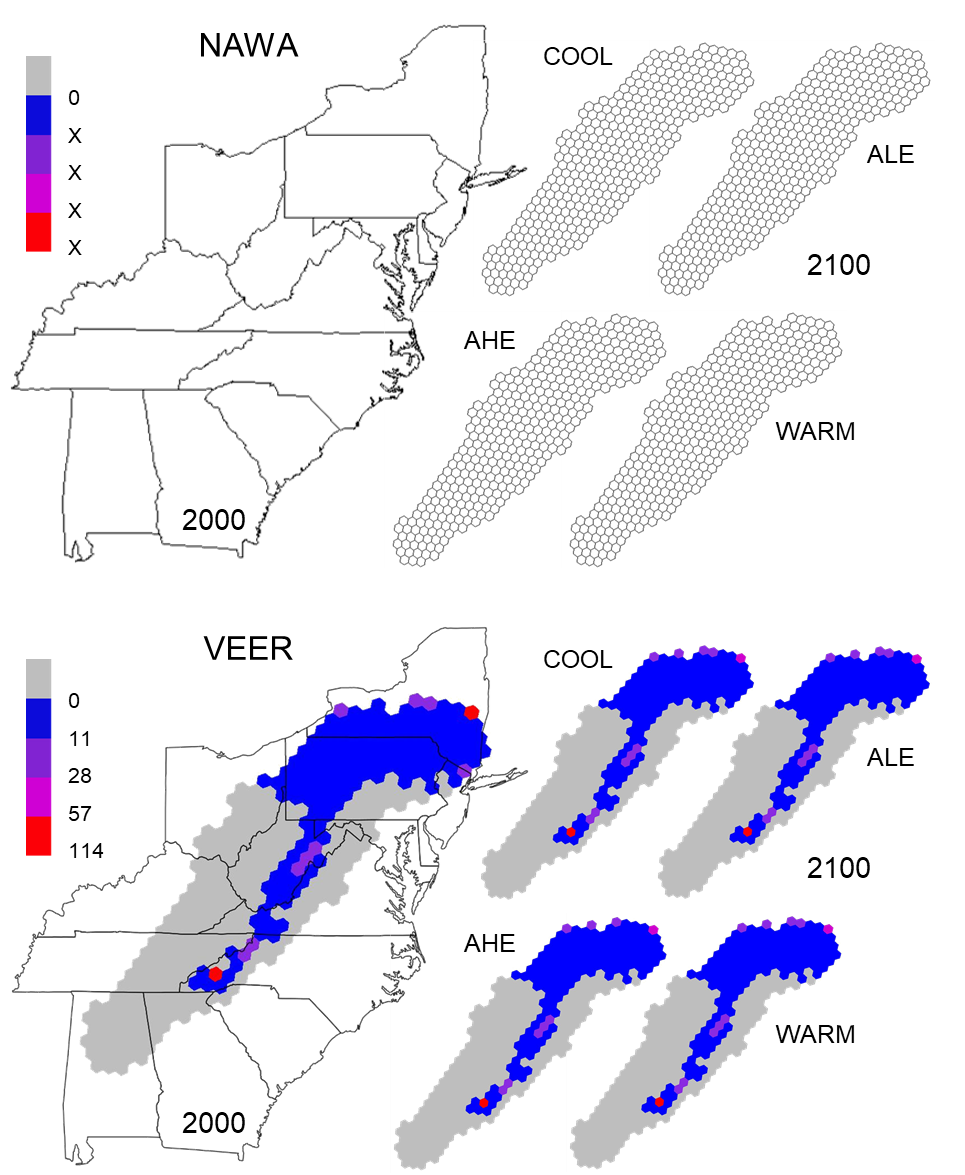 NAWA
COOL
0
X
X
X
X
ALE
2100
AHE
WARM
2000
VEER
COOL
0
11
28
57
114
ALE
2100
AHE
WARM
2000